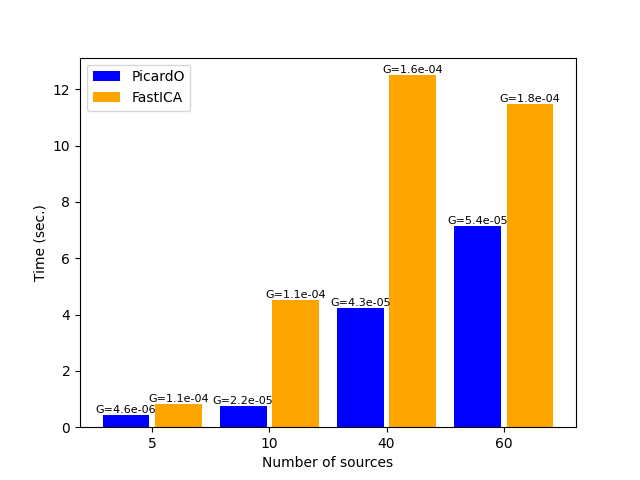 PicardO
FastICA
G=4.6e-06
G=1.1e-04
G=2.2e-05
G=1.1e-04
G=4.3e-05
G=1.6e-04
G=5.4e-05
G=1.8e-04
Time (sec.)
12
10
8
6
4
2
0
5
10
40
60
Number of sources